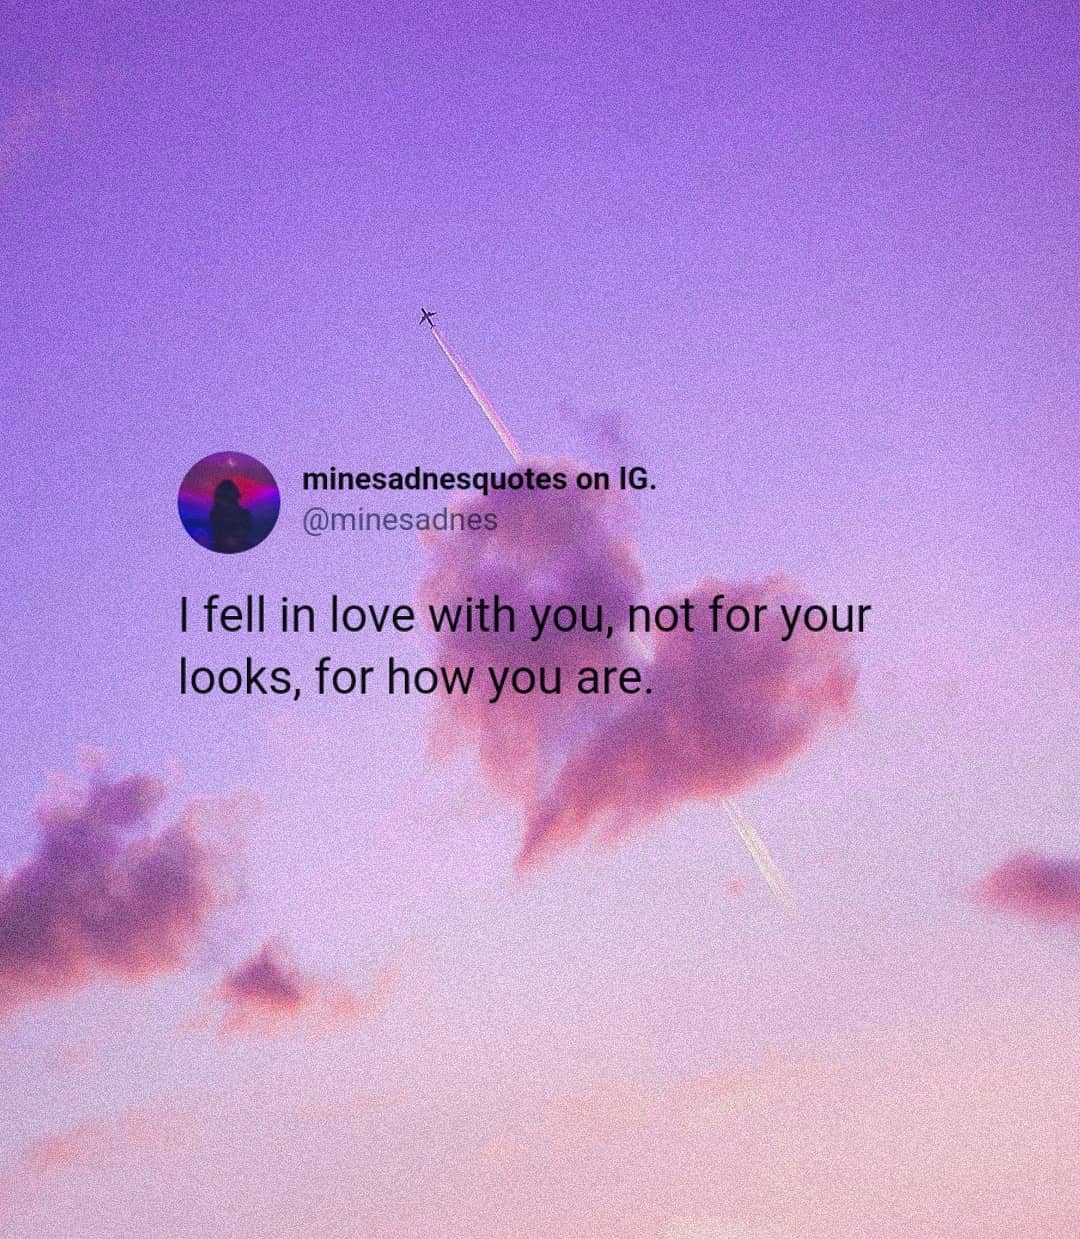 minesadnesquotes on IG.
@minesadnes
I fell in love with you, not for your
looks, for how you are.